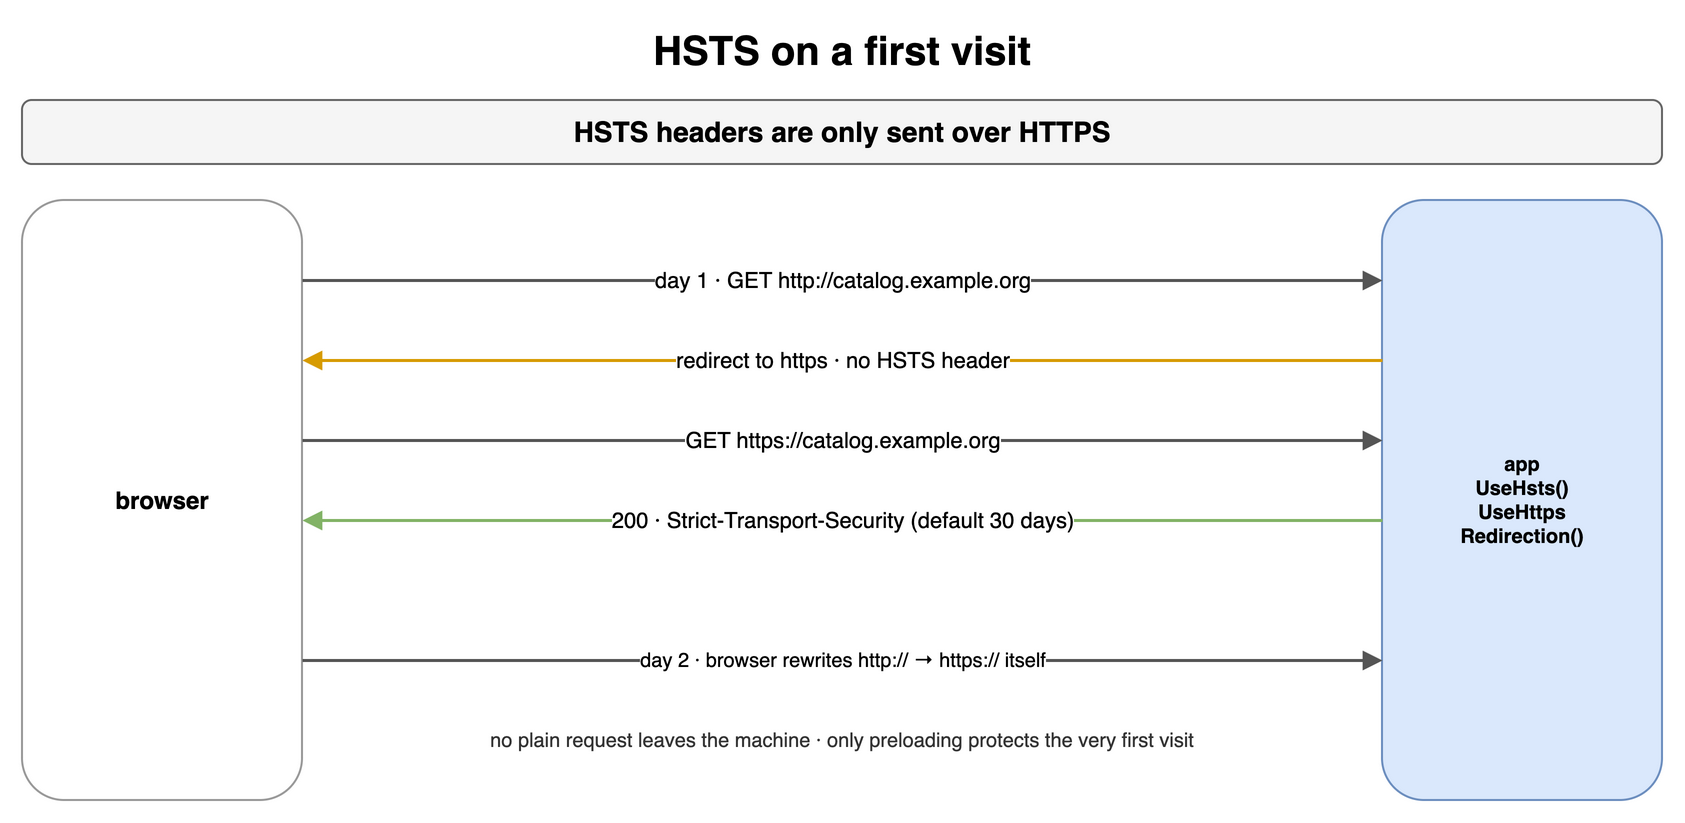 HSTS on a first visit
HSTS headers are only sent over HTTPS
browser
day 1 · GET http://catalog.example.org
redirect to https · no HSTS header
GET https://catalog.example.org
200 · Strict-Transport-Security (default 30 days)
day 2 · browser rewrites http:// → https:// itself
no plain request leaves the machine · only preloading protects the very first visit
app
UseHsts()
UseHttps
Redirection()